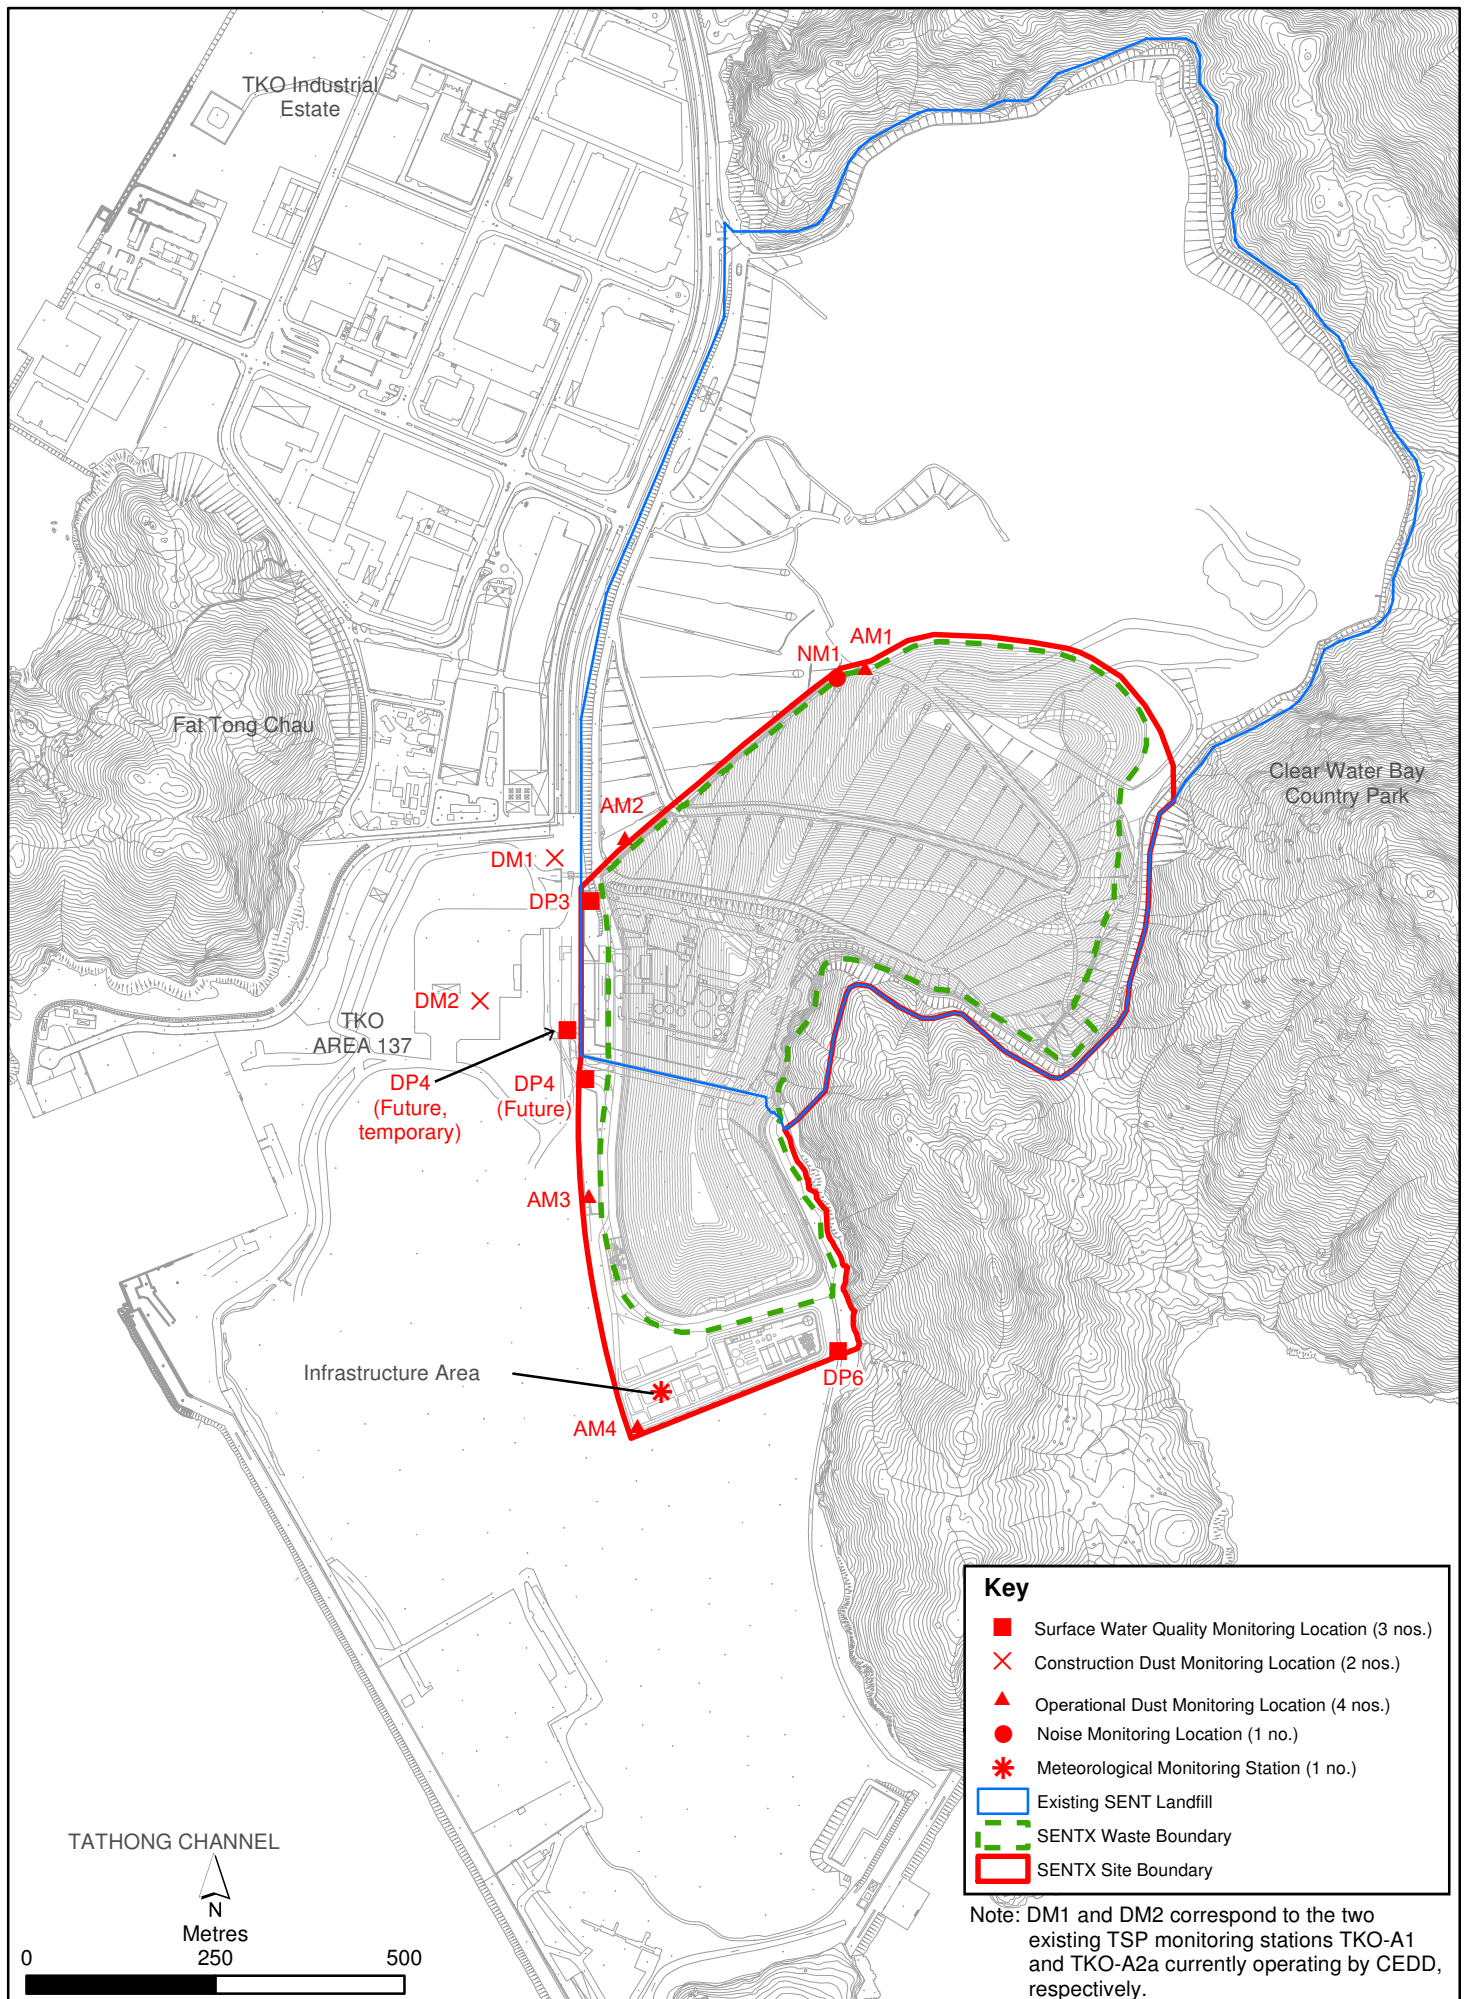 TKO Industrial
Estate
Fat Tong Chau
Clear Water Bay
Country Park
NM1
AM1
AM2
DM1
DP3
DM2
TKO
AREA 137
DP4
(Future,
temporary)
DP4
(Future)
AM3
Infrastructure Area
DP6
AM4
TATHONG CHANNEL
N
Metres
0 250 500
Key
Surface Water Quality Monitoring Location (3 nos.)
Construction Dust Monitoring Location (2 nos.)
Operational Dust Monitoring Location (4 nos.)
Noise Monitoring Location (1 no.)
Meteorological Monitoring Station (1 no.)
Existing SENT Landfill
SENTX Waste Boundary
SENTX Site Boundary
Note: DM1 and DM2 correspond to the two
existing TSP monitoring stations TKO-A1
and TKO-A2a currently operating by CEDD,
respectively.